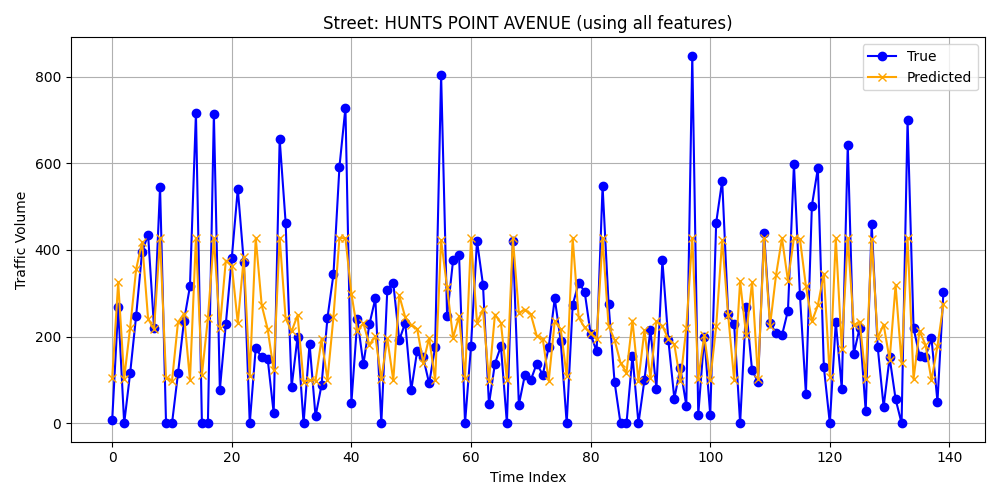 Street: HUNTS POINT AVENUE (using all features)
True
Predicted
Traffic Volume
800
600
400
200
0
0 20 40 60 80 100 120 140
Time Index